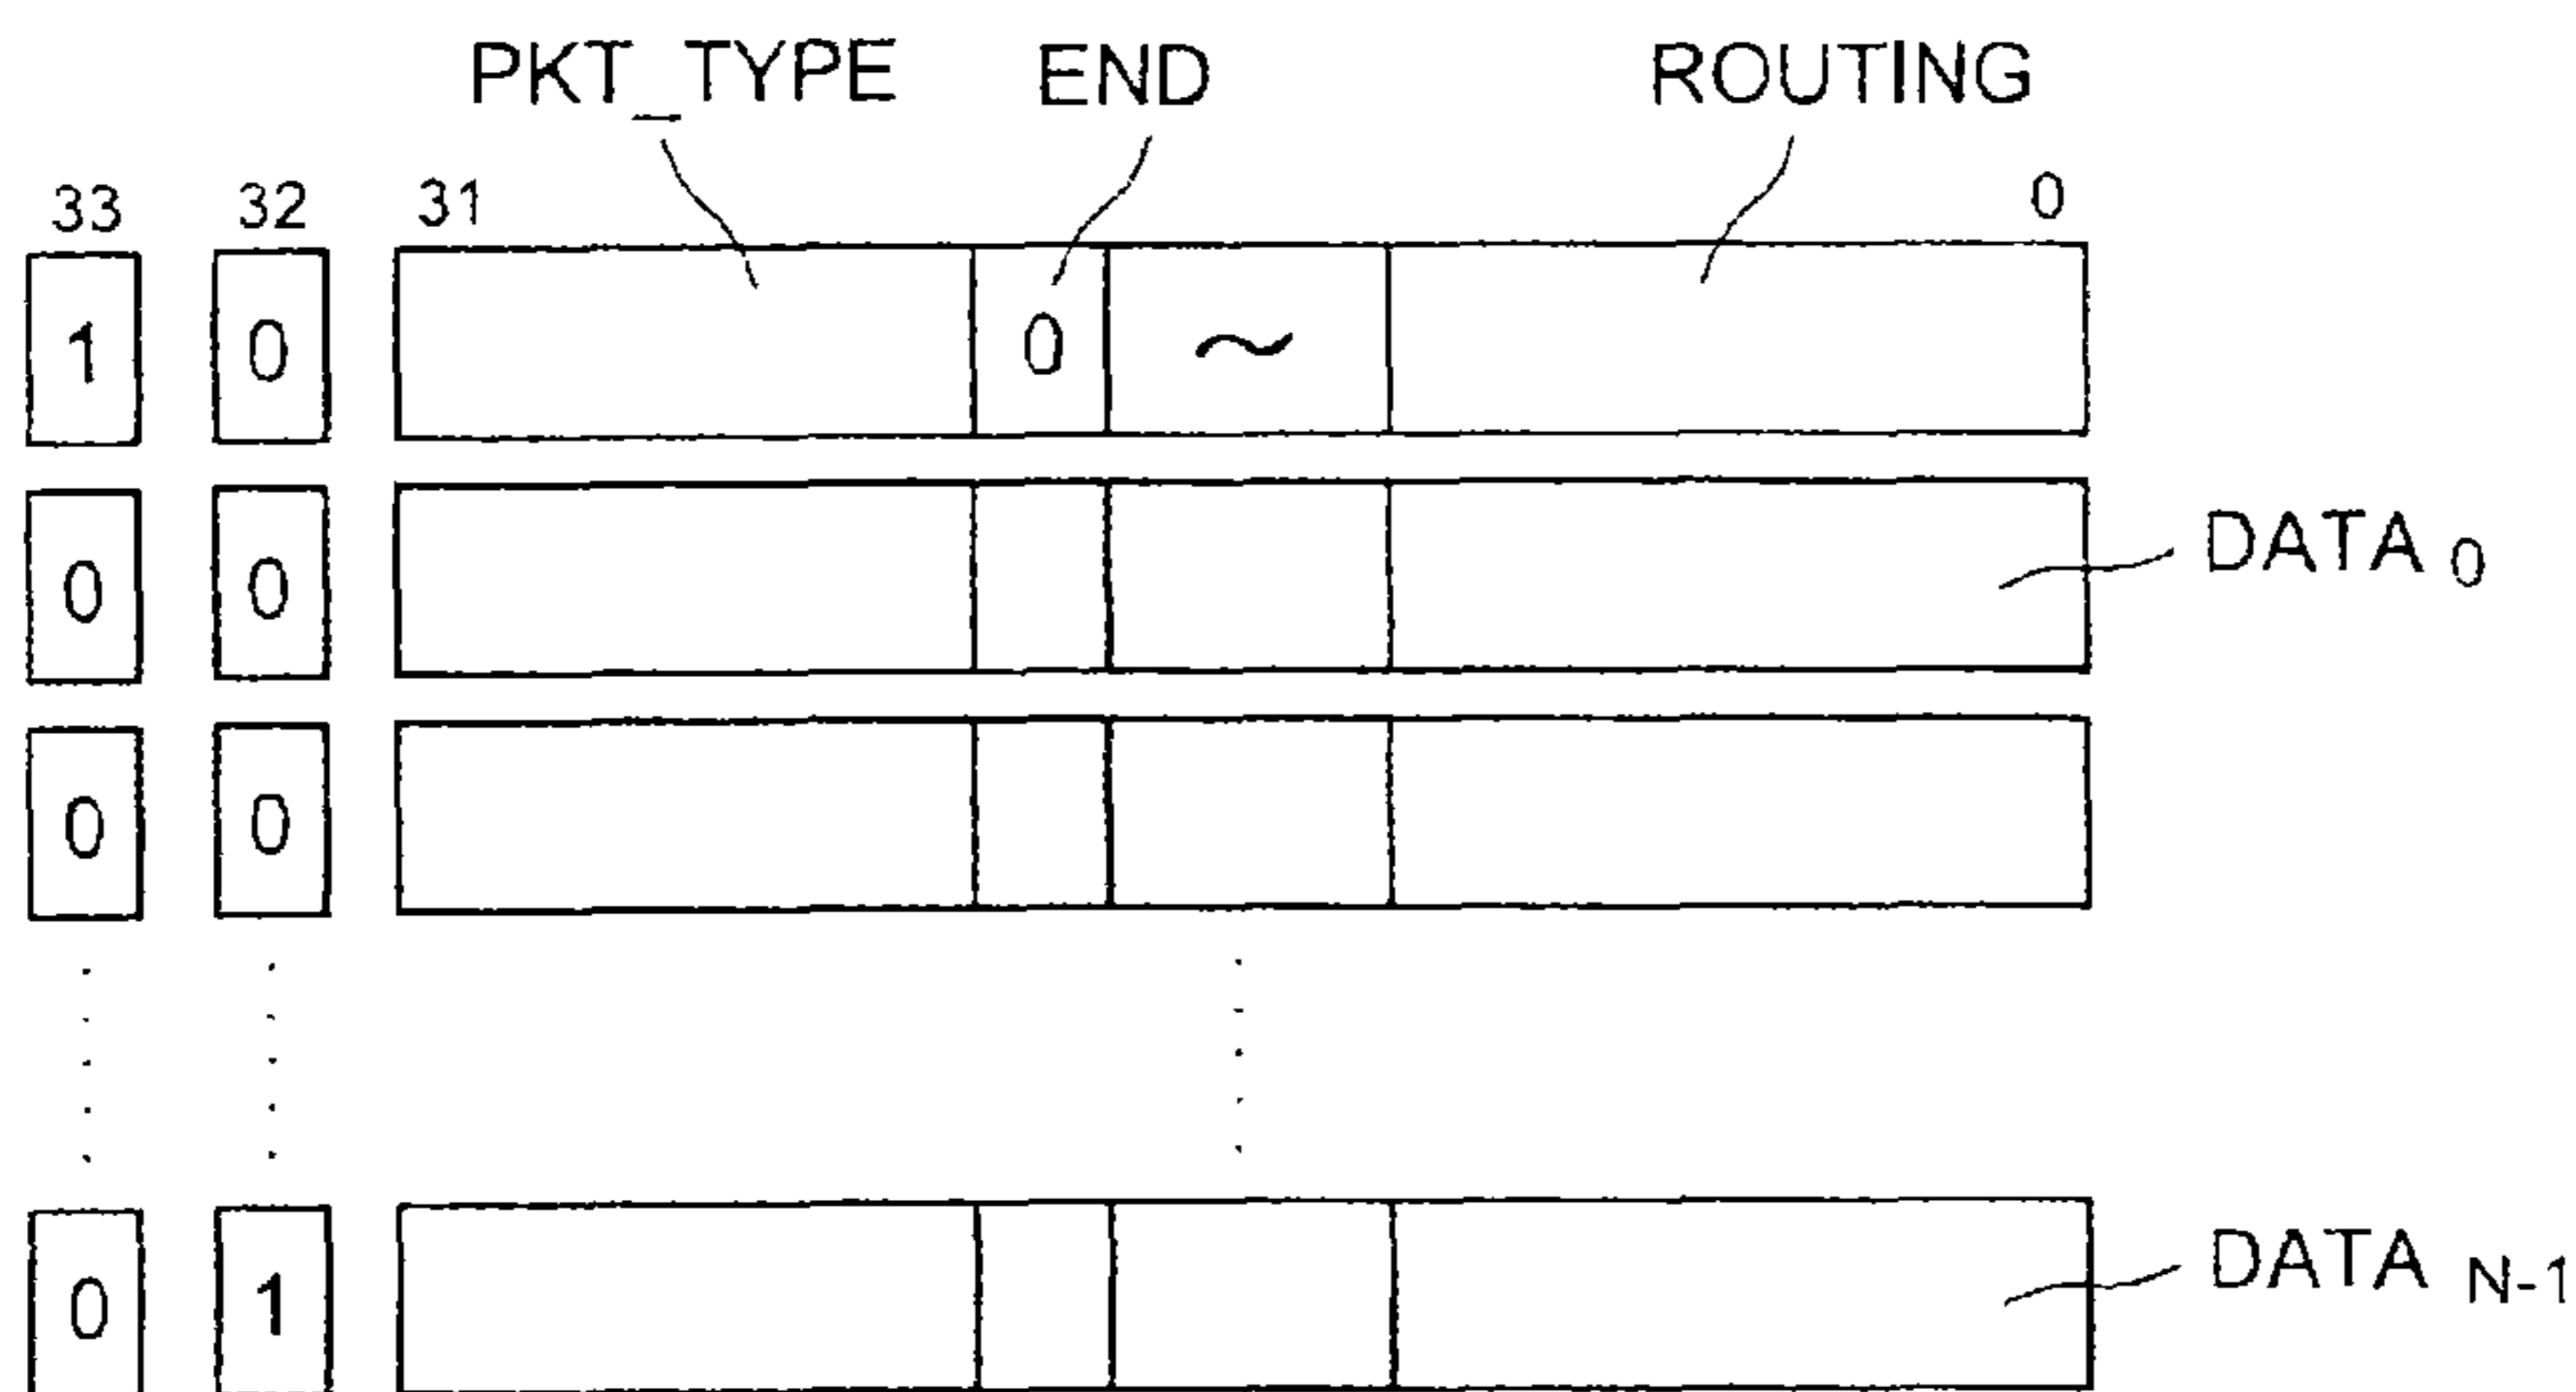 PKT_TYPE END ROUTING
33 32 31 0
1 0 0 ~
0 0 DATA 0
0 0
0 1 DATA N-1